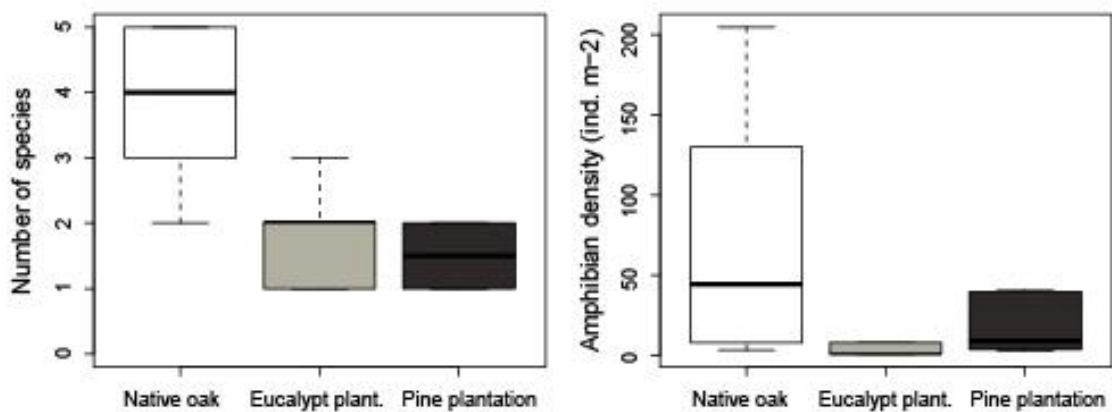 Number of species
5
4
3
2
1
0
Native oak Eucalypt plant. Pine plantation
Amphibian density (ind. m−2)
200
150
100
50
0
Native oak Eucalypt plant. Pine plantation